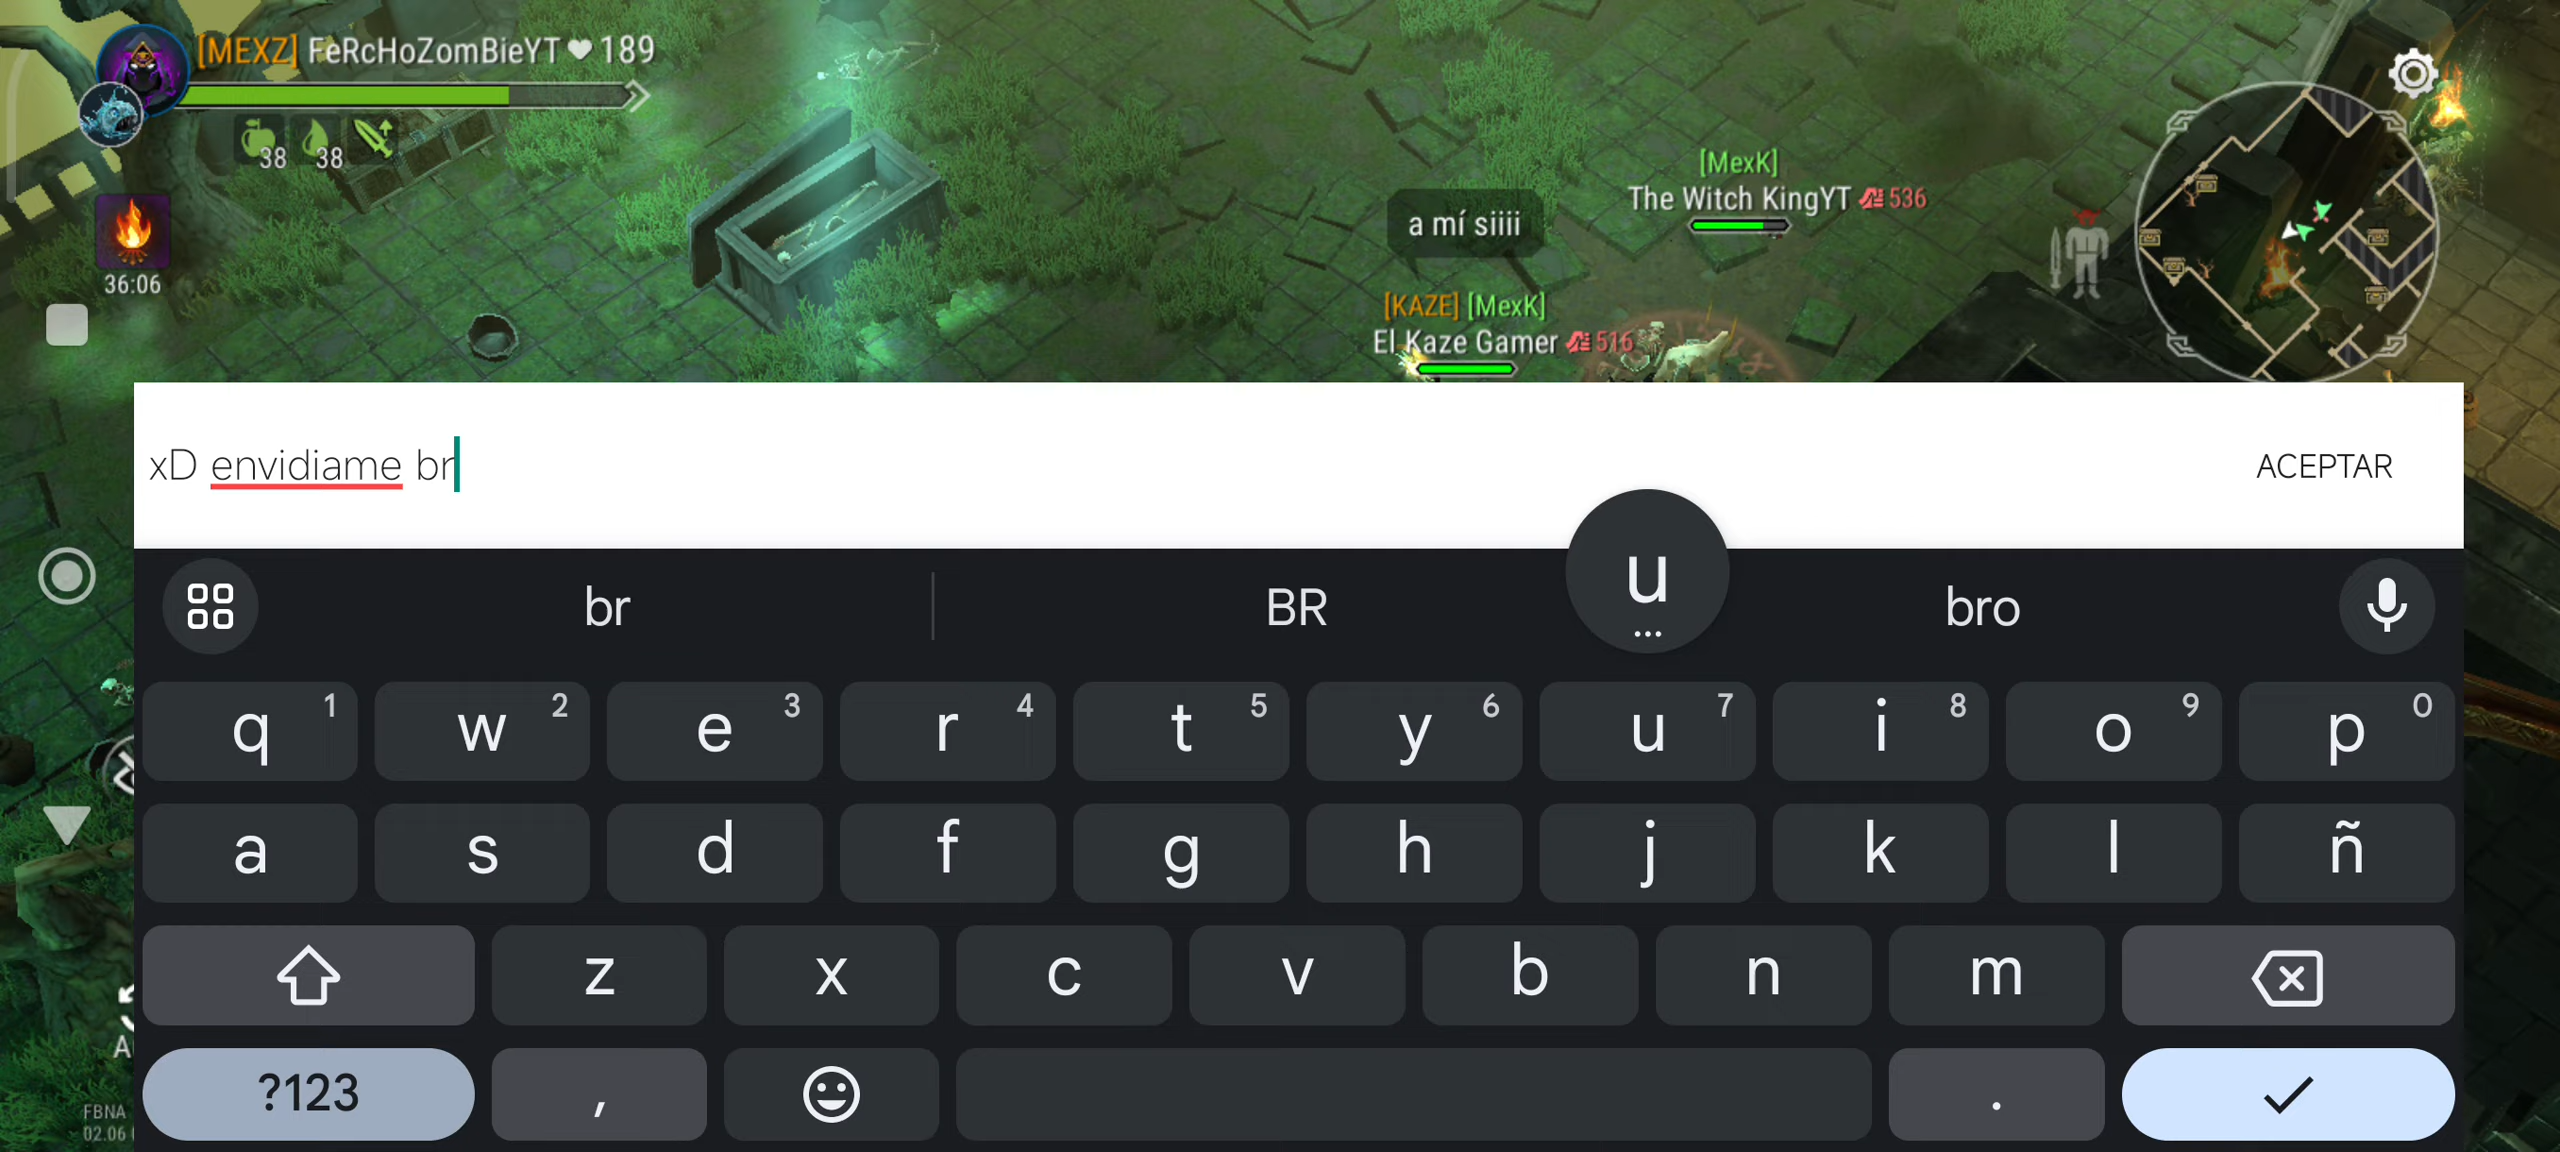 [MEXZ] FeRcHoZomBieYT 189
38 38
36:06
[MexK]
The Witch KingYT 536
a mí siiii
[KAZE] [MexK]
El Kaze Gamer 516
xD envidiame br
ACEPTAR
br BR u bro
q 1 w 2 e 3 r 4 t 5 y 6 u 7 i 8 o 9 p 0
a s d f g h j k l ñ
z x c v b n m
?123 , .
FBNA
02.06